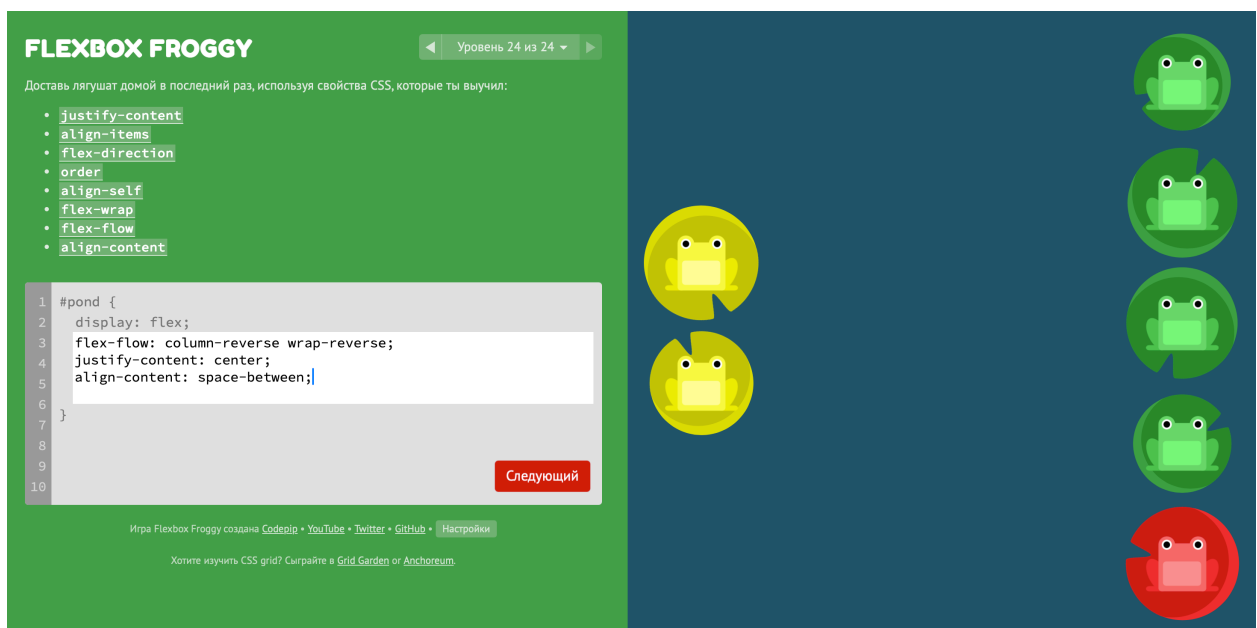 FLEXBOX FROGGY
◀ Уровень 24 из 24 ▼ ▶
Доставь лягушат домой в последний раз, используя свойства CSS, которые ты выучил:
• justify-content
• align-items
• flex-direction
• order
• align-self
• flex-wrap
• flex-flow
• align-content
1 #pond {
2 display: flex;
3 flex-flow: column-reverse wrap-reverse;
4 justify-content: center;
5 align-content: space-between;
6
7 }
8
9
10
Следующий
Игра Flexbox Froggy создана Codepip • YouTube • Twitter • GitHub • Настройки
Хотите изучить CSS grid? Сыграйте в Grid Garden or Anchoreum.